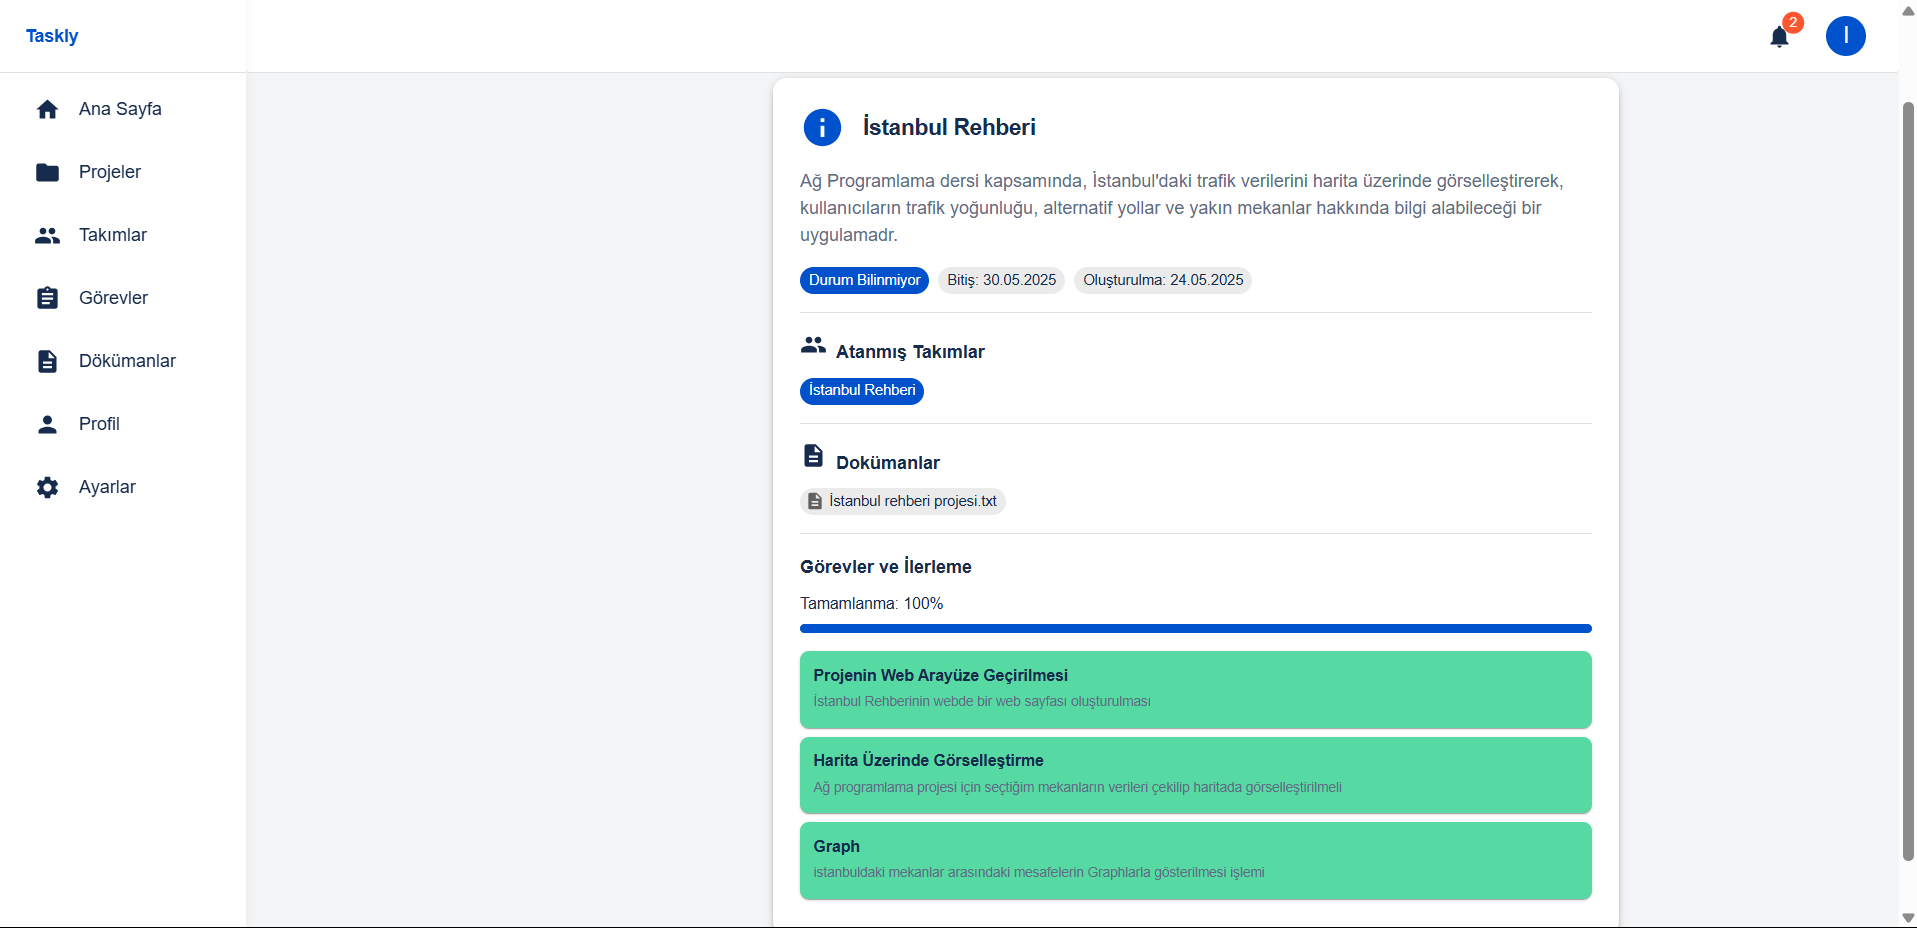 Taskly
2
I
Ana Sayfa
Projeler
Takımlar
Görevler
Dökümanlar
Profil
Ayarlar
İstanbul Rehberi
Ağ Programlama dersi kapsamında, İstanbul'daki trafik verilerini harita üzerinde görselleştirerek,
kullanıcıların trafik yoğunluğu, alternatif yollar ve yakın mekanlar hakkında bilgi alabileceği bir
uygulamadr.
Durum Bilinmiyor Bitiş: 30.05.2025 Oluşturulma: 24.05.2025
Atanmış Takımlar
İstanbul Rehberi
Dokümanlar
İstanbul rehberi projesi.txt
Görevler ve İlerleme
Tamamlanma: 100%
Projenin Web Arayüze Geçirilmesi
İstanbul Rehberinin webde bir web sayfası oluşturulması
Harita Üzerinde Görselleştirme
Ağ programlama projesi için seçtiğim mekanların verileri çekilip haritada görselleştirilmeli
Graph
istanbuldaki mekanlar arasındaki mesafelerin Graphlarla gösterilmesi işlemi